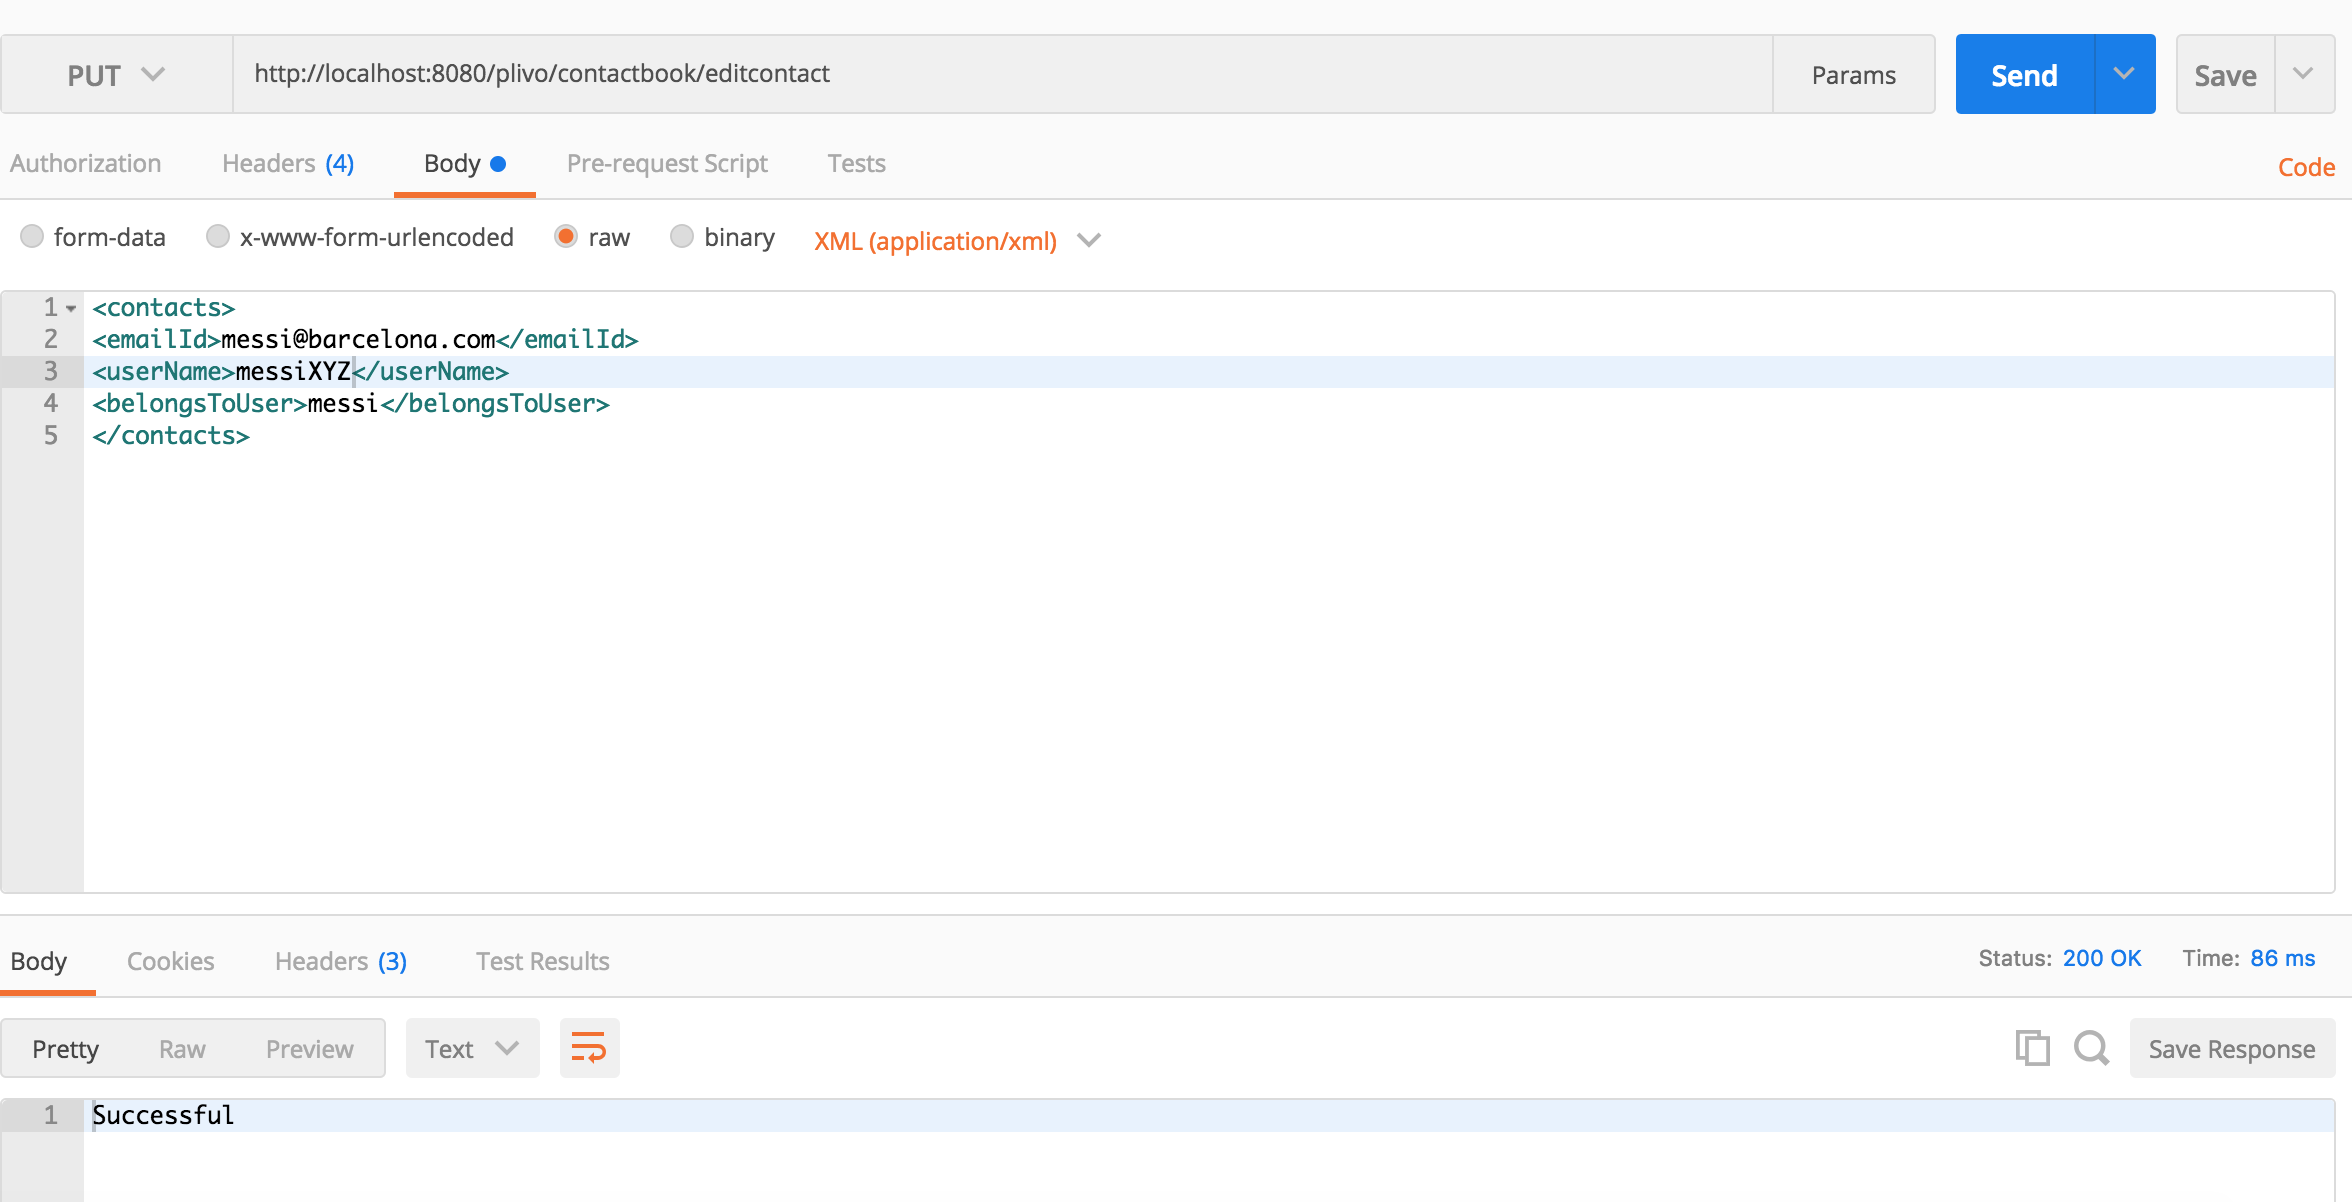 PUT http://localhost:8080/plivo/contactbook/editcontact Params Send Save
Authorization Headers (4) Body Pre-request Script Tests Code
form-data x-www-form-urlencoded raw binary XML (application/xml)
1 <contacts>
2 <emailId>messi@barcelona.com</emailId>
3 <userName>messiXYZ</userName>
4 <belongsToUser>messi</belongsToUser>
5 </contacts>
Body Cookies Headers (3) Test Results Status: 200 OK Time: 86 ms
Pretty Raw Preview Text Save Response
1 Successful